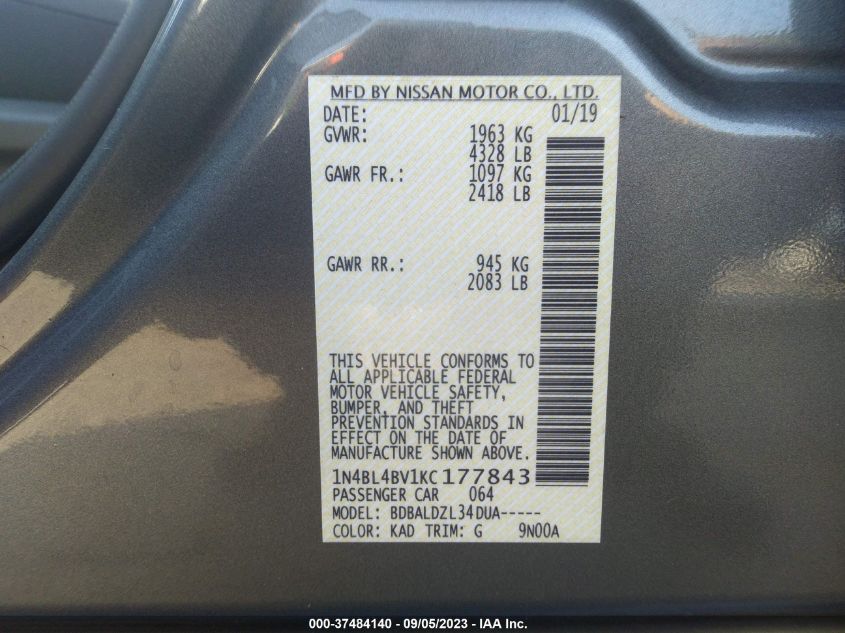 MFD BY NISSAN MOTOR CO., LTD.
DATE: 01/19
GVWR: 1963 KG
4328 LB
GAWR FR.: 1097 KG
2418 LB
GAWR RR.: 945 KG
2083 LB
THIS VEHICLE CONFORMS TO
ALL APPLICABLE FEDERAL
MOTOR VEHICLE SAFETY,
BUMPER, AND THEFT
PREVENTION STANDARDS IN
EFFECT ON THE DATE OF
MANUFACTURE SHOWN ABOVE.
1N4BL4BV1KC177843
PASSENGER CAR 064
MODEL: BDBALDZL34DUA-----
COLOR: KAD TRIM: G 9N00A
000-37484140 - 09/05/2023 - IAA Inc.